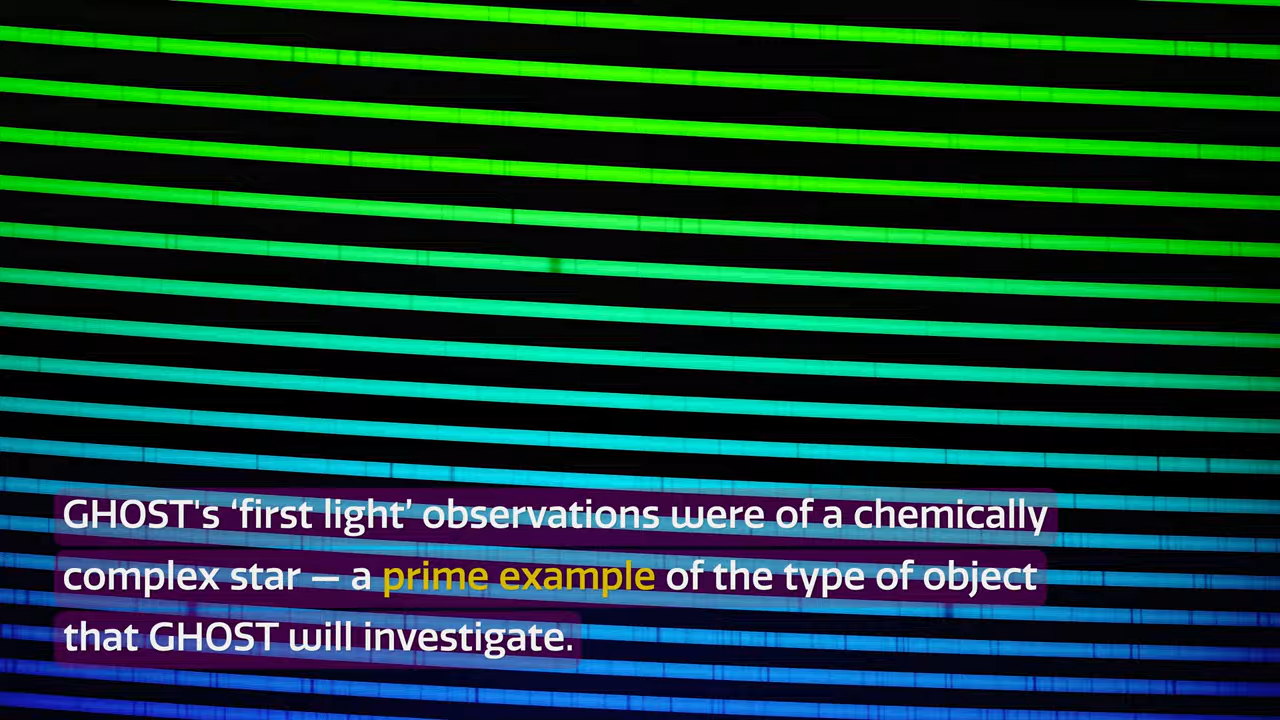 GHOST's ‘first light’ observations were of a chemically
complex star — a prime example of the type of object
that GHOST will investigate.